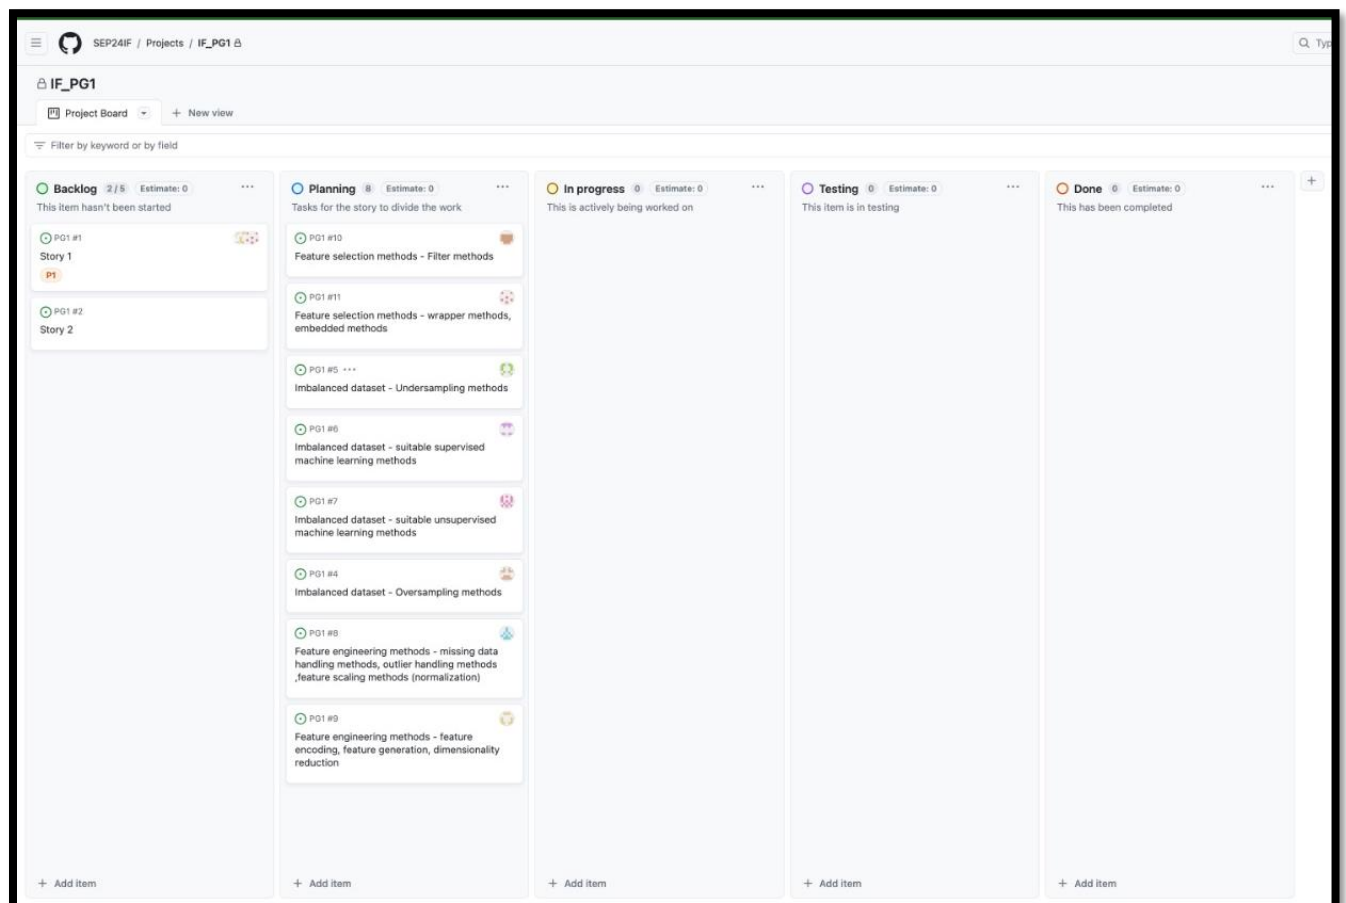 SEP24IF / Projects / IF_PG1
Typ
IF_PG1
Project Board
+ New view
Filter by keyword or by field
Backlog 2 / 5 Estimate: 0 ...
This item hasn't been started
PG1 #1
Story 1
P1
PG1 #2
Story 2
+ Add item
Planning 8 Estimate: 0 ...
Tasks for the story to divide the work
PG1 #10
Feature selection methods - Filter methods
PG1 #11
Feature selection methods - wrapper methods,
embedded methods
PG1 #5 ...
Imbalanced dataset - Undersampling methods
PG1 #6
Imbalanced dataset - suitable supervised
machine learning methods
PG1 #7
Imbalanced dataset - suitable unsupervised
machine learning methods
PG1 #4
Imbalanced dataset - Oversampling methods
PG1 #8
Feature engineering methods - missing data
handling methods, outlier handling methods
,feature scaling methods (normalization)
PG1 #9
Feature engineering methods - feature
encoding, feature generation, dimensionality
reduction
+ Add item
In progress 0 Estimate: 0 ...
This is actively being worked on
+ Add item
Testing 0 Estimate: 0 ...
This item is in testing
+ Add item
Done 0 Estimate: 0 ...
This has been completed
+ Add item
+